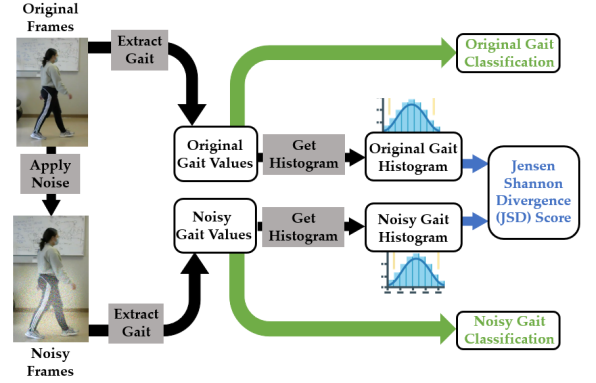 Original
Frames
Extract
Gait
Original Gait
Classification
Original
Gait Values
Get
Histogram
Original Gait
Histogram
Apply
Noise
Jensen
Shannon
Divergence
(JSD) Score
Noisy
Gait Values
Get
Histogram
Noisy Gait
Histogram
Extract
Gait
Noisy Gait
Classification
Noisy
Frames